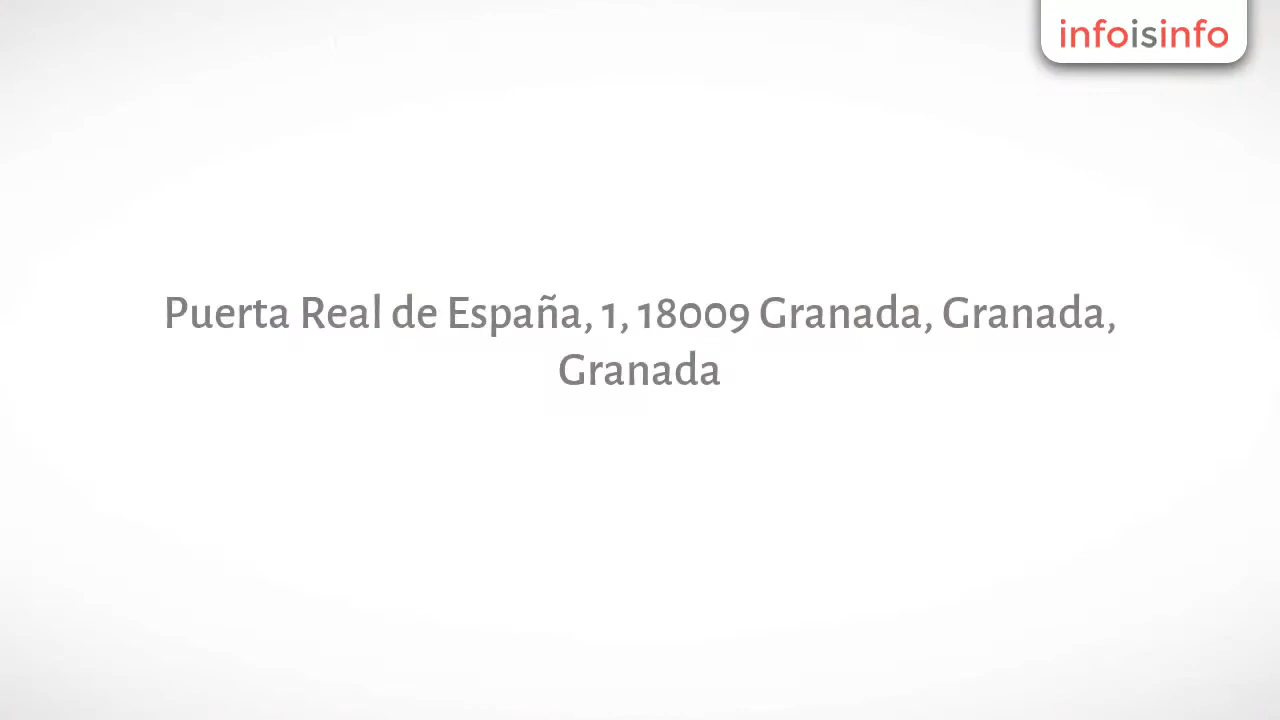 infoisinfo
Puerta Real de España, 1, 18009 Granada, Granada,
Granada